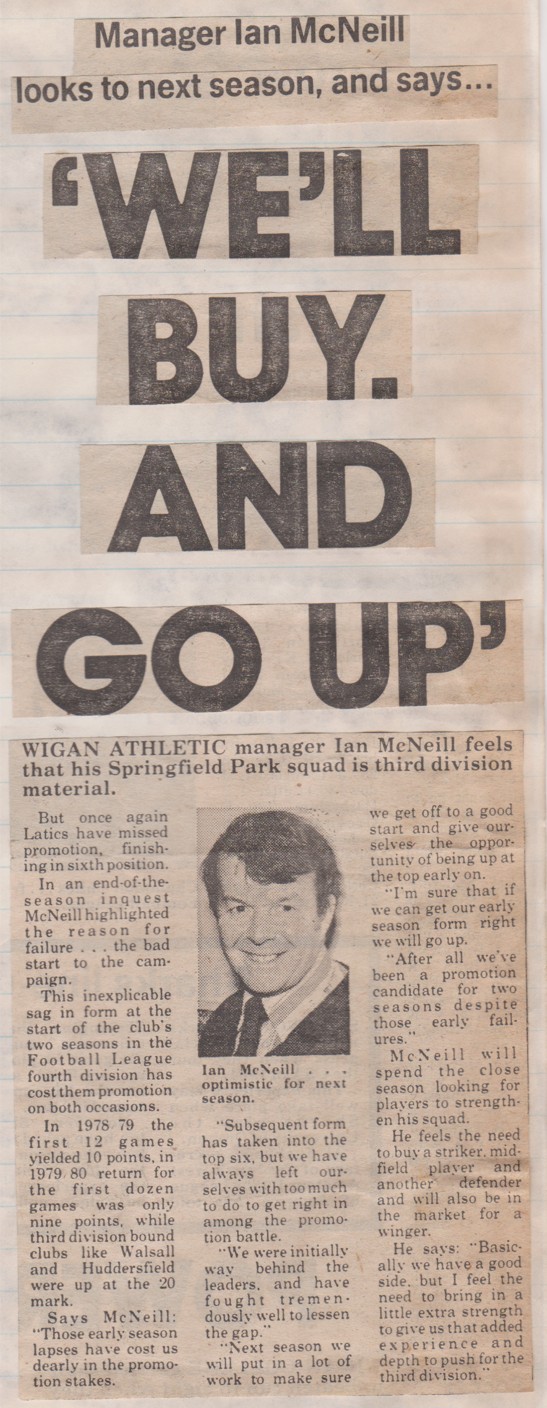 Manager Ian McNeill
looks to next season, and says...
‘WE’LL
BUY.
AND
GO UP’
WIGAN ATHLETIC manager Ian McNeill feels
that his Springfield Park squad is third division
material.
But once again
Latics have missed
promotion, finish-
ing in sixth position.
In an end-of-the-
season inquest
McNeill highlighted
the reason for
failure . . . the bad
start to the cam-
paign.
This inexplicable
sag in form at the
start of the club's
two seasons in the
Football League
fourth division has
cost them promotion
on both occasions.
In 1978/79 the
first 12 games
yielded 10 points, in
1979/80 return for
the first dozen
games was only
nine points, while
third division bound
clubs like Walsall
and Huddersfield
were up at the 20
mark.
Says McNeill:
"Those early season
lapses have cost us
dearly in the promo-
tion stakes.
Ian McNeill . . .
optimistic for next
season.
"Subsequent form
has taken into the
top six, but we have
always left our-
selves with too much
to do to get right in
among the promo-
tion battle.
"We were initially
way behind the
leaders, and have
fought tremen-
dously well to lessen
the gap."
"Next season we
will put in a lot of
work to make sure
we get off to a good
start and give our-
selves the oppor-
tunity of being up at
the top early on.
"I'm sure that if
we can get our early
season form right
we will go up.
"After all we've
been a promotion
candidate for two
seasons despite
those early fail-
ures."
McNeill will
spend the close
season looking for
players to strength-
en his squad.
He feels the need
to buy a striker, mid-
field player and
another defender
and will also be in
the market for a
winger.
He says: "Basic-
ally we have a good
side, but I feel the
need to bring in a
little extra strength
to give us that added
experience and
depth to push for the
third division."